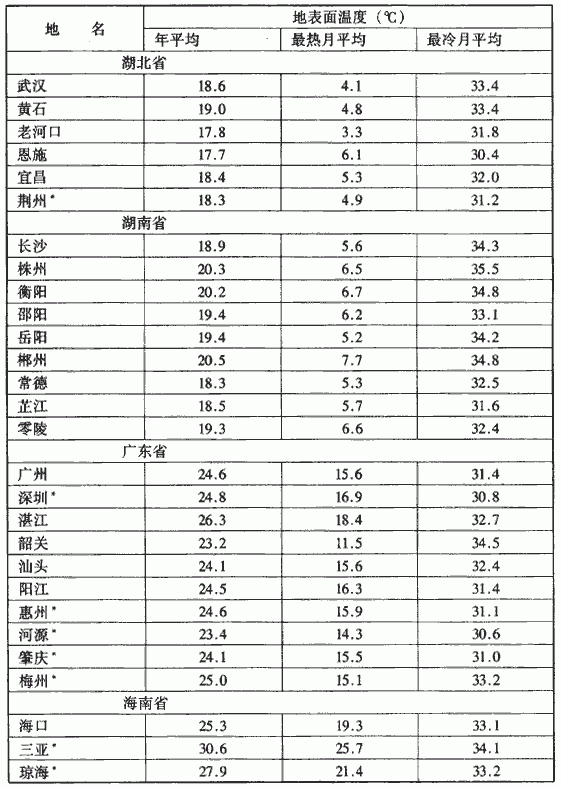 地 名 地表面温度（℃）
年平均 最热月平均 最冷月平均
湖北省
武汉 18.6 4.1 33.4
黄石 19.0 4.8 33.4
老河口 17.8 3.3 31.8
恩施 17.7 6.1 30.4
宜昌 18.4 5.3 32.0
荆州* 18.3 4.9 31.2
湖南省
长沙 18.9 5.6 34.3
株州 20.3 6.5 35.5
衡阳 20.2 6.7 34.8
邵阳 19.4 6.2 33.1
岳阳 19.4 5.2 34.2
郴州 20.5 7.7 34.8
常德 18.3 5.3 32.5
芷江 18.5 5.7 31.6
零陵 19.3 6.6 32.4
广东省
广州 24.6 15.6 31.4
深圳* 24.8 16.9 30.8
湛江 26.3 18.4 32.7
韶关 23.2 11.5 34.5
汕头 24.1 15.6 32.4
阳江 24.5 16.3 31.4
惠州* 24.6 15.9 31.1
河源* 23.4 14.3 30.6
肇庆* 24.1 15.5 31.0
梅州* 25.0 15.1 33.2
海南省
海口 25.3 19.3 33.1
三亚* 30.6 25.7 34.1
琼海* 27.9 21.4 33.2